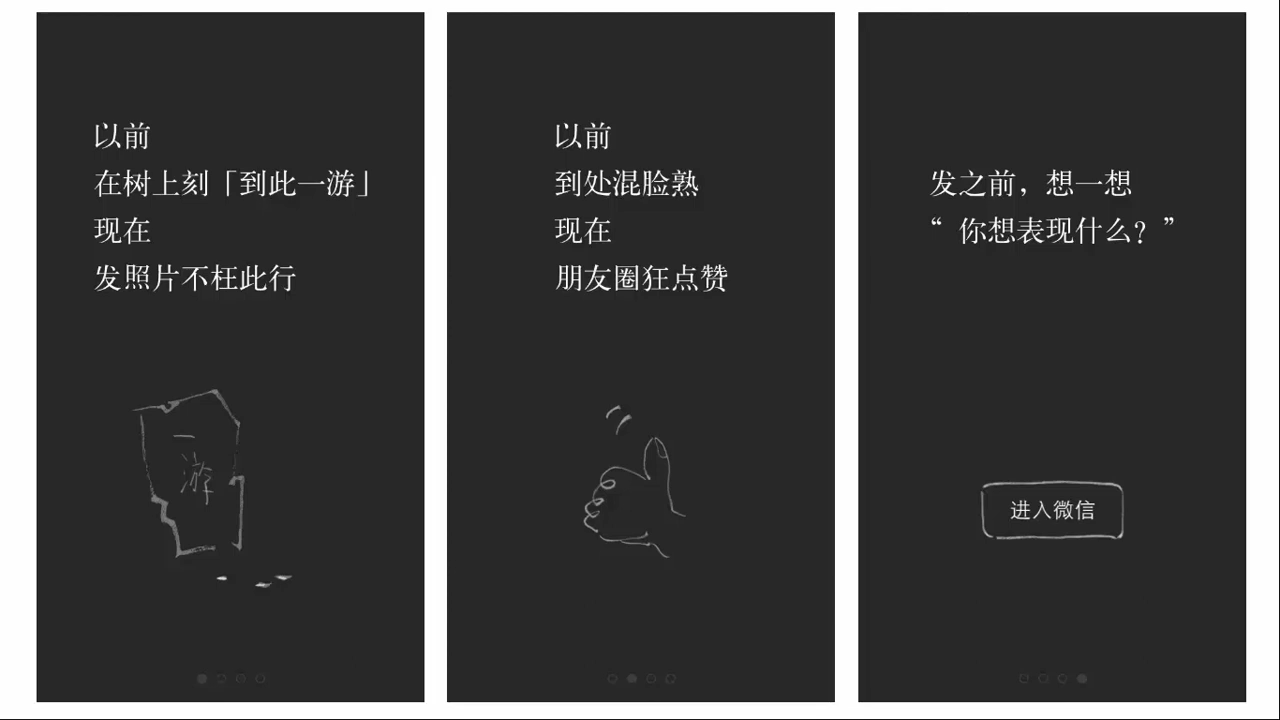 以前
在树上刻「到此一游」
现在
发照片不枉此行
一
游
以前
到处混脸熟
现在
朋友圈狂点赞
发之前，想一想
“ 你想表现什么？”
进入微信